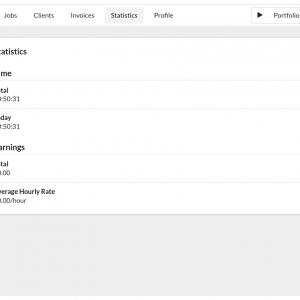 Jobs Clients Invoices Statistics Profile Portfolio
tatistics
me
tal
:50:31
day
:50:31
arnings
tal
.00
verage Hourly Rate
.00/hour